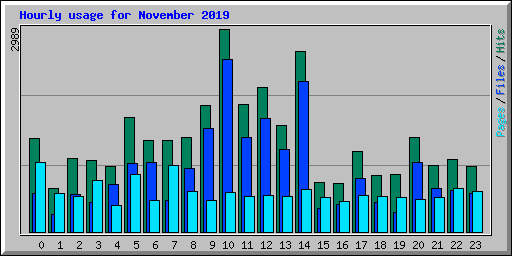 Hourly usage for November 2019
2989
Pages / Files / Hits
0 1 2 3 4 5 6 7 8 9 10 11 12 13 14 15 16 17 18 19 20 21 22 23